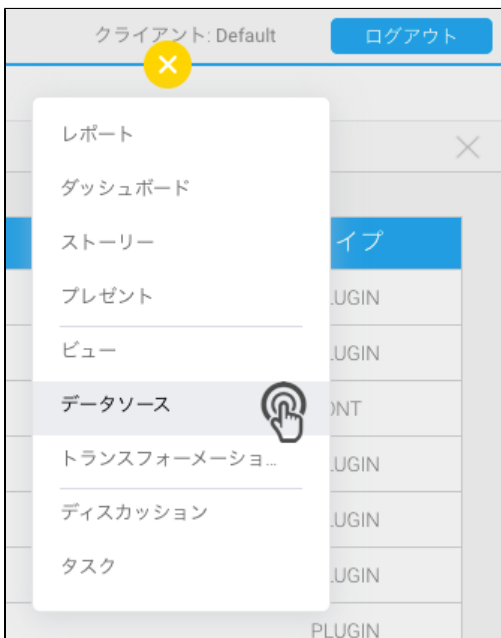 クライアント: Default
ログアウト
レポート
ダッシュボード
ストーリー
イプ
プレゼント
LUGIN
ビュー
LUGIN
データソース
ONT
トランスフォーメーショ...
LUGIN
ディスカッション
LUGIN
タスク
LUGIN
PLUGIN